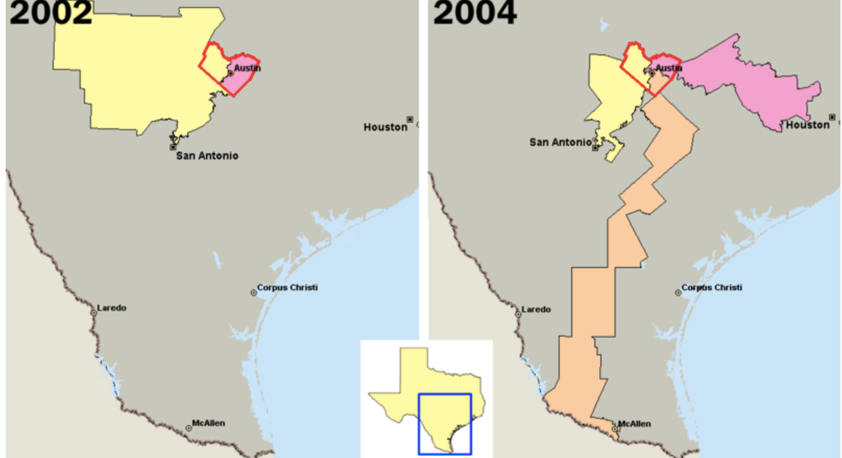 2002
Austin
Houston
San Antonio
Corpus Christi
Laredo
McAllen
2004
Austin
Houston
San Antonio
Corpus Christi
Laredo
McAllen